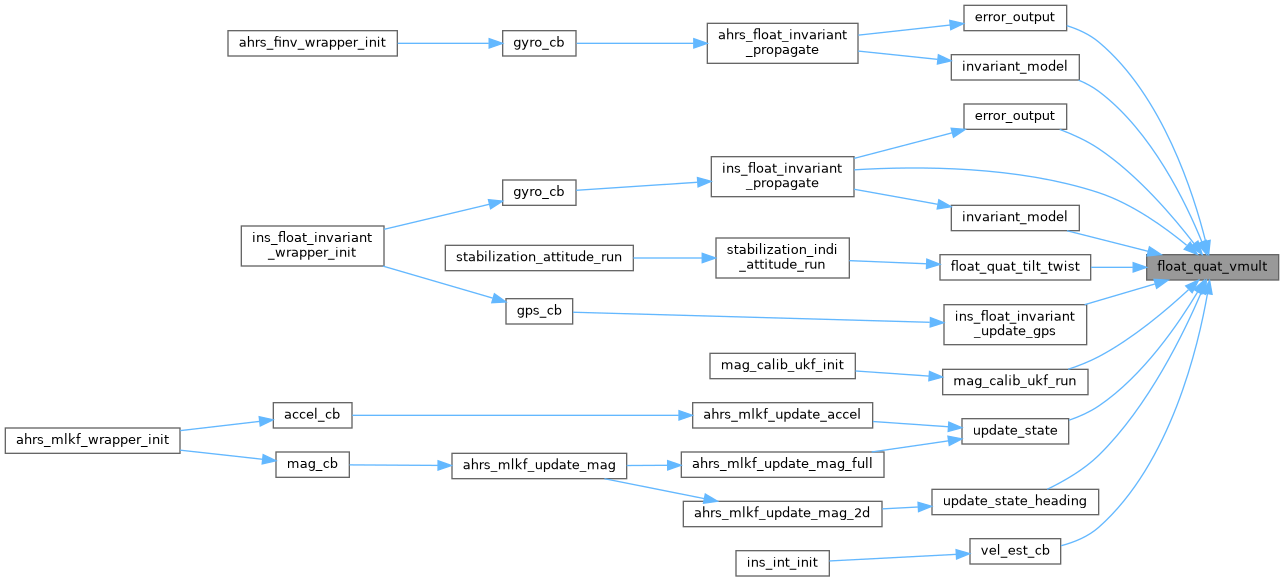 error_output
ahrs_finv_wrapper_init
gyro_cb
ahrs_float_invariant
_propagate
invariant_model
error_output
ins_float_invariant
_propagate
gyro_cb
invariant_model
ins_float_invariant
_wrapper_init
stabilization_attitude_run
stabilization_indi
_attitude_run
float_quat_tilt_twist
float_quat_vmult
gps_cb
ins_float_invariant
_update_gps
mag_calib_ukf_init
mag_calib_ukf_run
accel_cb
ahrs_mlkf_update_accel
update_state
ahrs_mlkf_wrapper_init
mag_cb
ahrs_mlkf_update_mag
ahrs_mlkf_update_mag_full
update_state_heading
ahrs_mlkf_update_mag_2d
vel_est_cb
ins_int_init